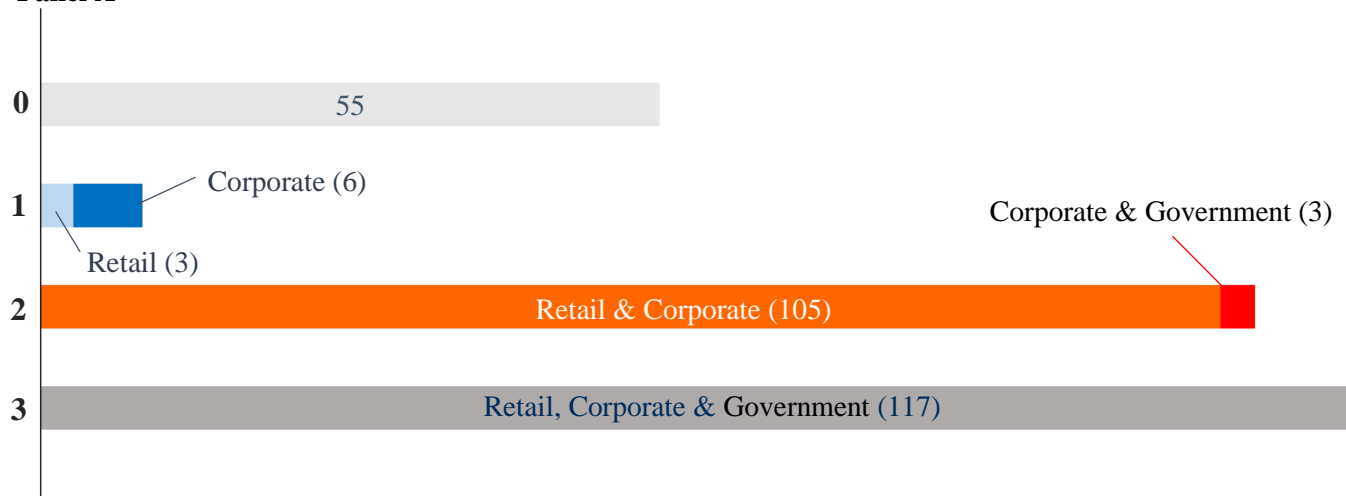 0
55
1
Corporate (6)
Retail (3)
Corporate & Government (3)
2
Retail & Corporate (105)
3
Retail, Corporate & Government (117)